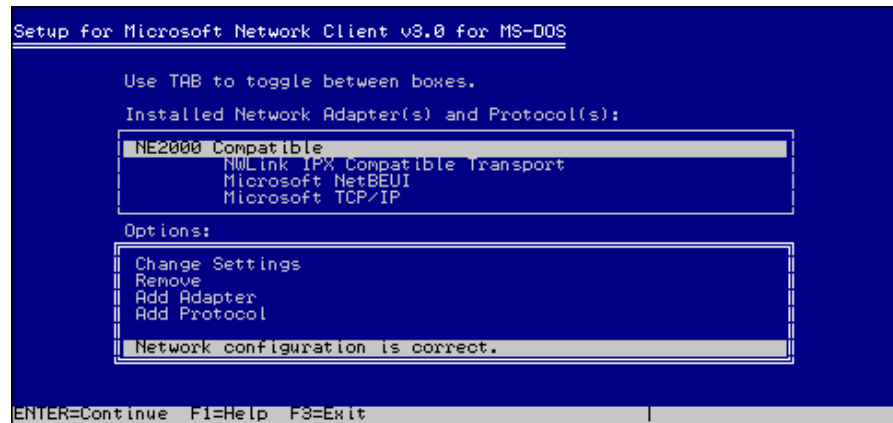 Setup for Microsoft Network Client v3.0 for MS-DOS
Use TAB to toggle between boxes.
Installed Network Adapter(s) and Protocol(s):
NE2000 Compatible
NWLink IPX Compatible Transport
Microsoft NetBEUI
Microsoft TCP/IP
Options:
Change Settings
Remove
Add Adapter
Add Protocol
Network configuration is correct.
ENTER=Continue F1=Help F3=Exit